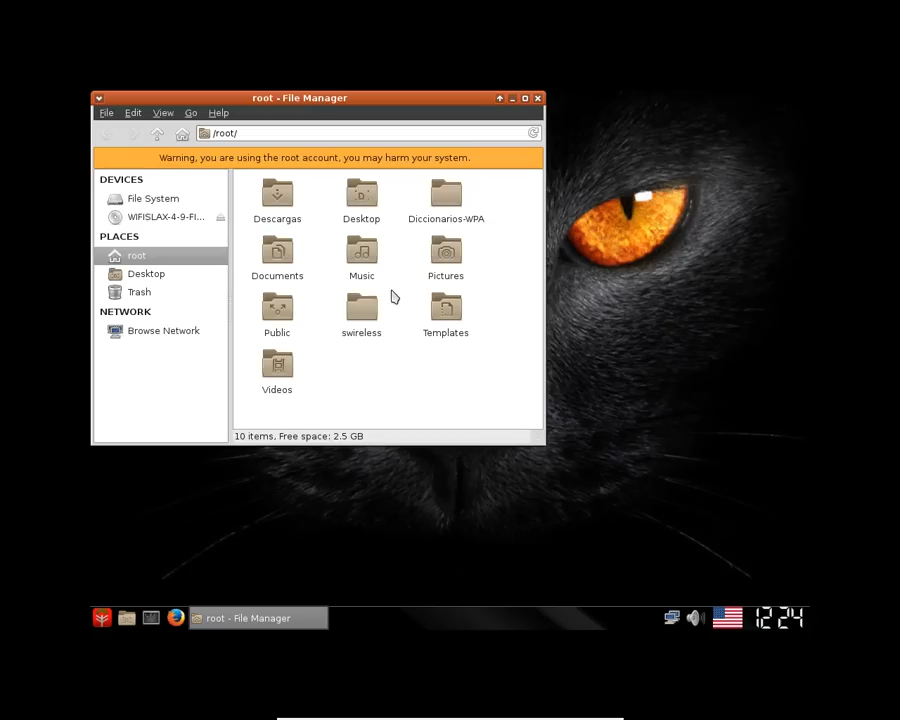 root - File Manager
File Edit View Go Help
/root/
Warning, you are using the root account, you may harm your system.
DEVICES
File System
WIFISLAX-4-9-FI...
PLACES
root
Desktop
Trash
NETWORK
Browse Network
Descargas Desktop Diccionarios-WPA
Documents Music Pictures
Public swireless Templates
Videos
10 items, Free space: 2.5 GB
root - File Manager
12:24